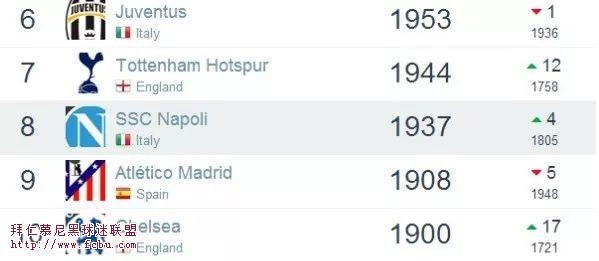 6 Juventus 1953 1
Italy 1936
7 Tottenham Hotspur 1944 12
England 1758
8 SSC Napoli 1937 4
Italy 1805
9 Atlético Madrid 1908 5
Spain 1948
10 Chelsea 1900 17
England 1721
拜仁慕尼黑球迷联盟
http://www.fcbu.com
JUVENTUS
N